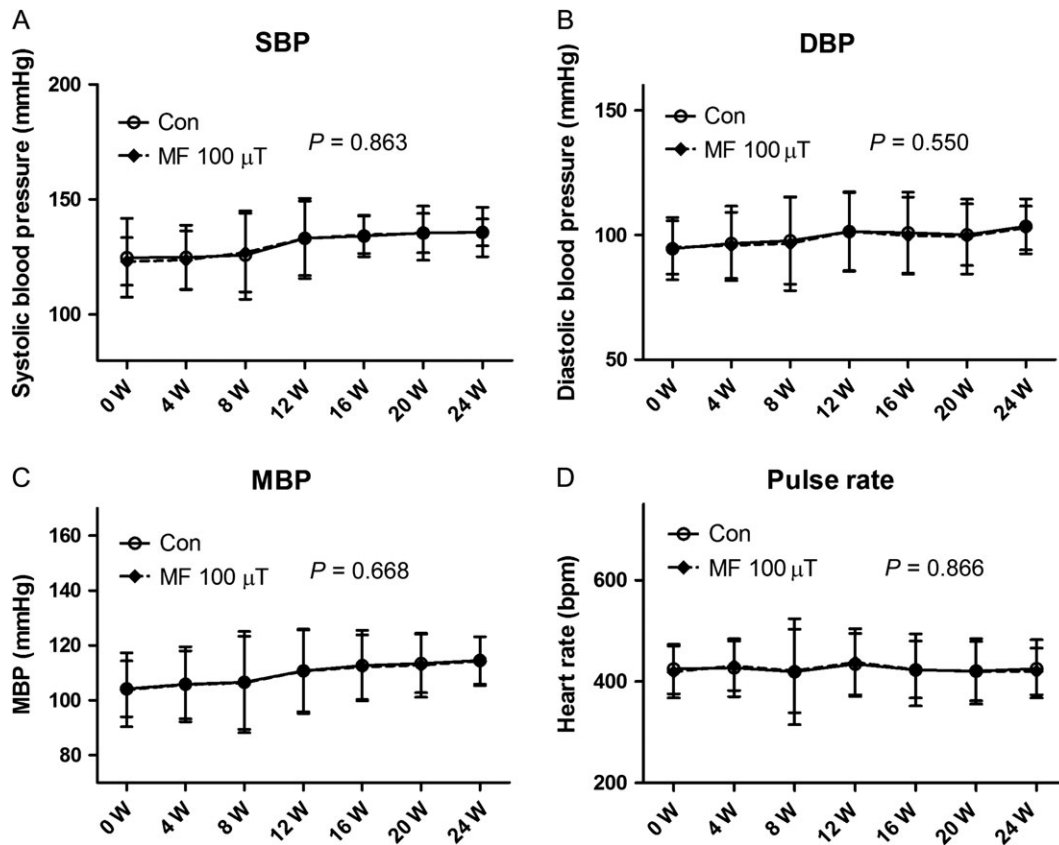 A
SBP
Systolic blood pressure (mmHg)
200
150
100
Con
MF 100 μT
P = 0.863
0 W
4 W
8 W
12 W
16 W
20 W
24 W
B
DBP
Diastolic blood pressure (mmHg)
150
100
50
Con
MF 100 μT
P = 0.550
0 W
4 W
8 W
12 W
16 W
20 W
24 W
C
MBP
MBP (mmHg)
160
140
120
100
80
Con
MF 100 μT
P = 0.668
0 W
4 W
8 W
12 W
16 W
20 W
24 W
D
Pulse rate
Heart rate (bpm)
600
400
200
Con
MF 100 μT
P = 0.866
0 W
4 W
8 W
12 W
16 W
20 W
24 W